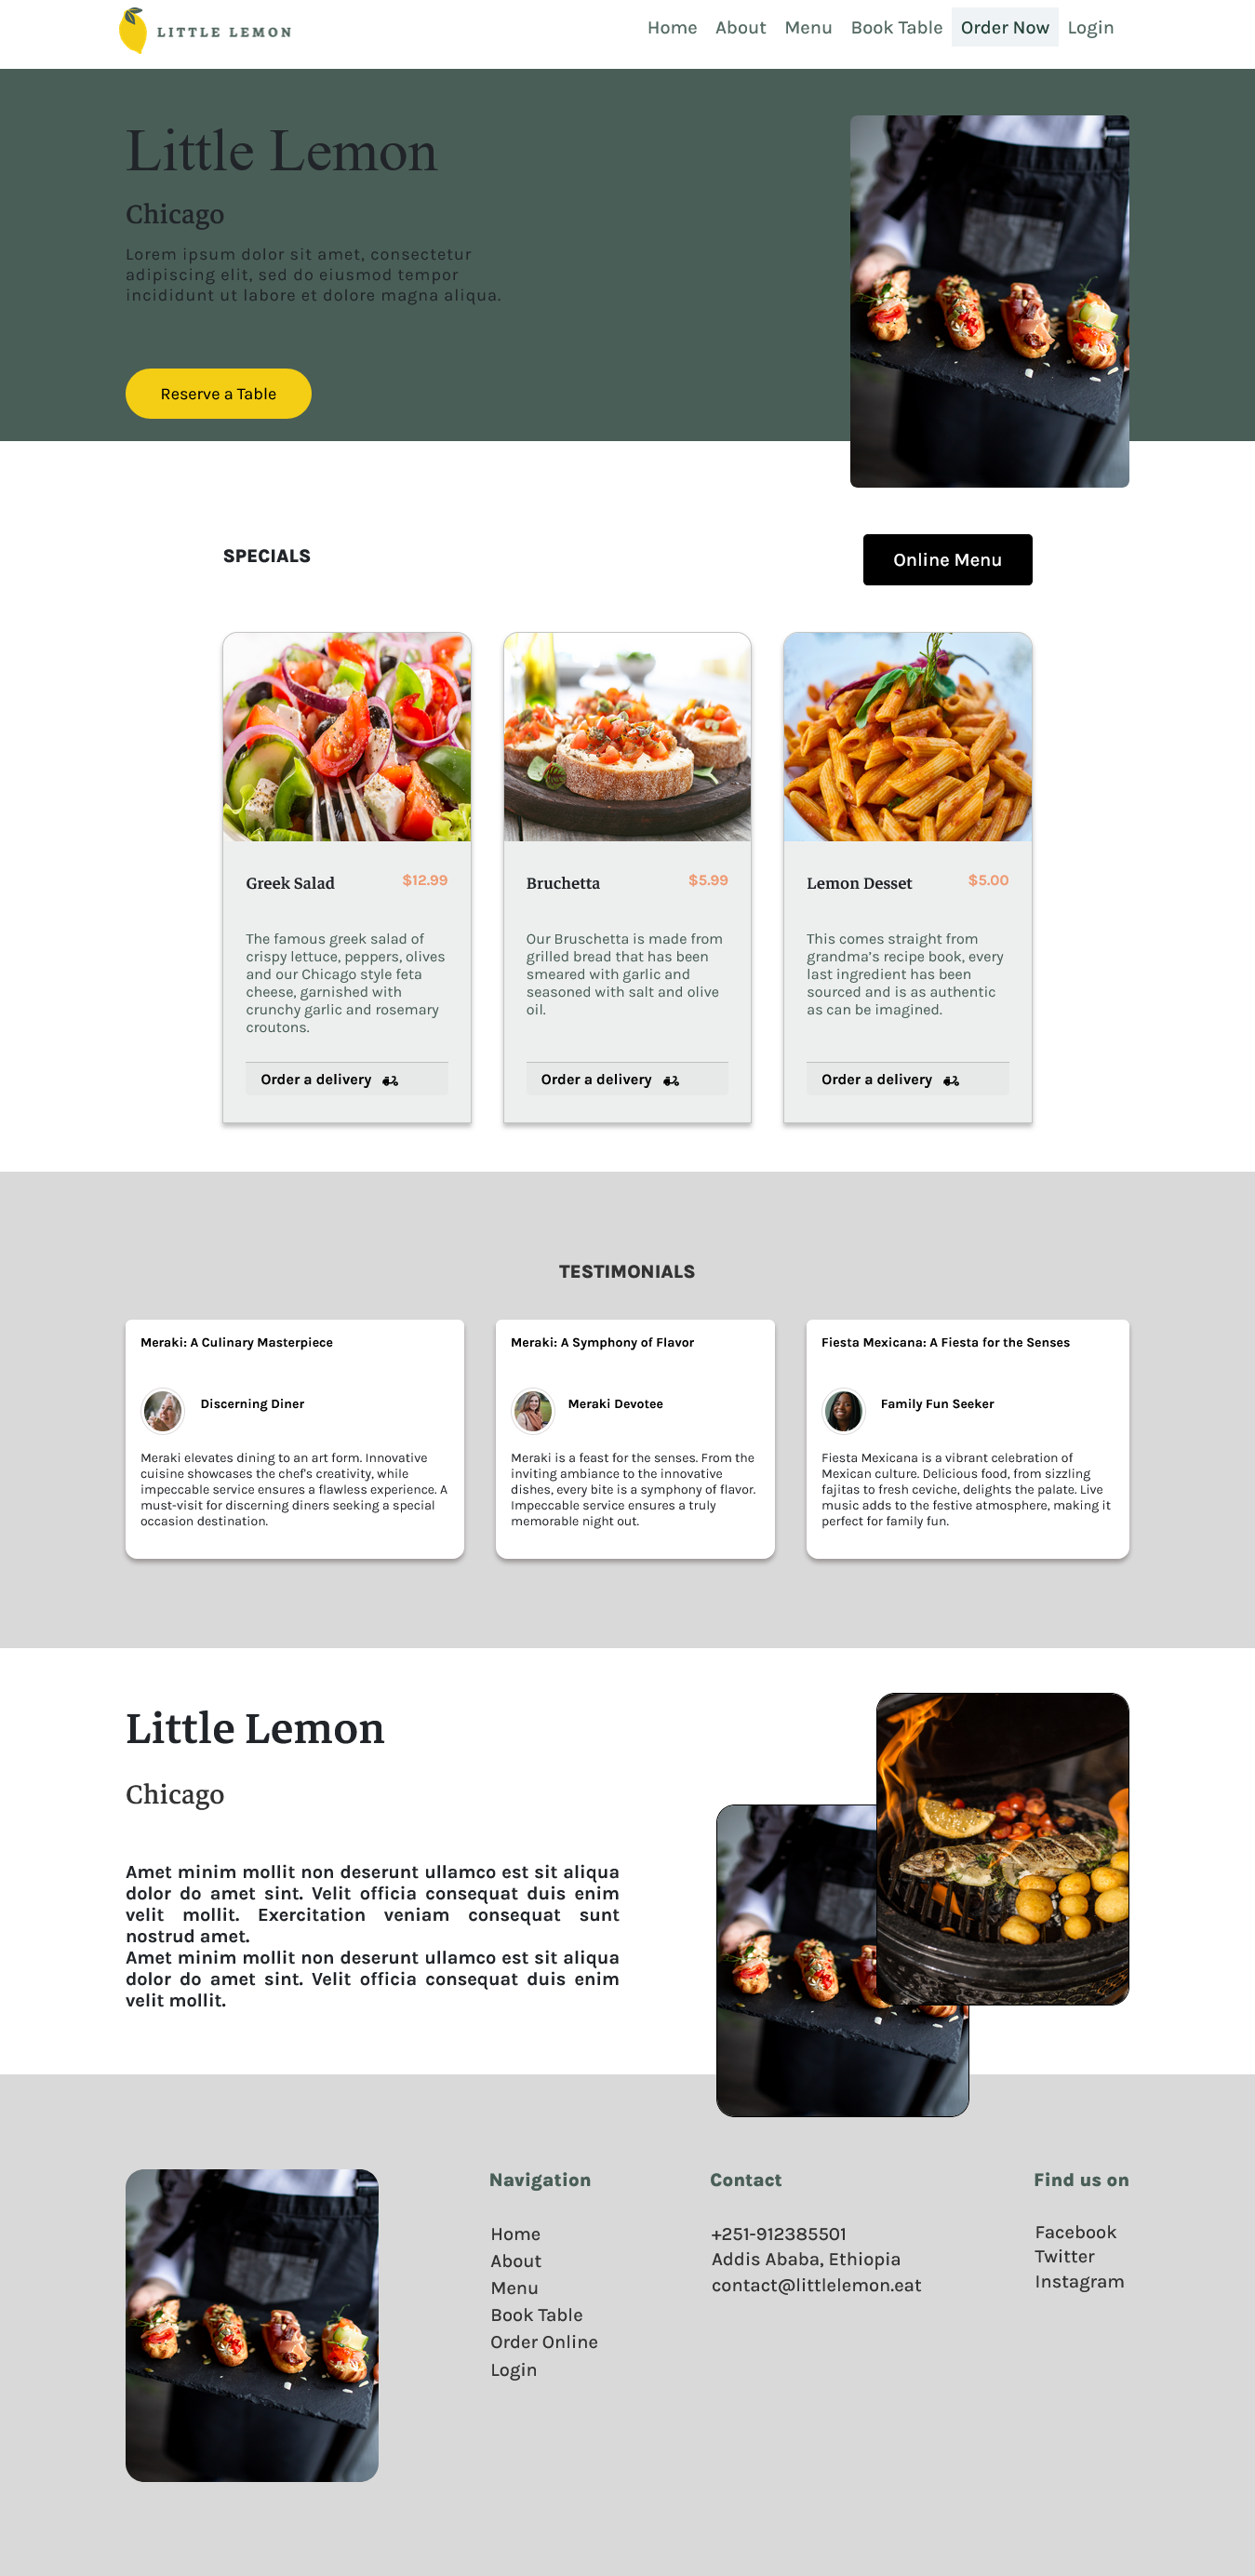 LITTLE LEMON
Home About Menu Book Table Order Now Login
Little Lemon
Chicago
Lorem ipsum dolor sit amet, consectetur
adipiscing elit, sed do eiusmod tempor
incididunt ut labore et dolore magna aliqua.
Reserve a Table
SPECIALS
Online Menu
Greek Salad $12.99
The famous greek salad of
crispy lettuce, peppers, olives
and our Chicago style feta
cheese, garnished with
crunchy garlic and rosemary
croutons.
Order a delivery
Bruchetta $5.99
Our Bruschetta is made from
grilled bread that has been
smeared with garlic and
seasoned with salt and olive
oil.
Order a delivery
Lemon Desset $5.00
This comes straight from
grandma's recipe book, every
last ingredient has been
sourced and is as authentic
as can be imagined.
Order a delivery
TESTIMONIALS
Meraki: A Culinary Masterpiece
Discerning Diner
Meraki elevates dining to an art form. Innovative
cuisine showcases the chef's creativity, while
impeccable service ensures a flawless experience. A
must-visit for discerning diners seeking a special
occasion destination.
Meraki: A Symphony of Flavor
Meraki Devotee
Meraki is a feast for the senses. From the
inviting ambiance to the innovative
dishes, every bite is a symphony of flavor.
Impeccable service ensures a truly
memorable night out.
Fiesta Mexicana: A Fiesta for the Senses
Family Fun Seeker
Fiesta Mexicana is a vibrant celebration of
Mexican culture. Delicious food, from sizzling
fajitas to fresh ceviche, delights the palate. Live
music adds to the festive atmosphere, making it
perfect for family fun.
Little Lemon
Chicago
Amet minim mollit non deserunt ullamco est sit aliqua
dolor do amet sint. Velit officia consequat duis enim
velit mollit. Exercitation veniam consequat sunt
nostrud amet.
Amet minim mollit non deserunt ullamco est sit aliqua
dolor do amet sint. Velit officia consequat duis enim
velit mollit.
Navigation
Home
About
Menu
Book Table
Order Online
Login
Contact
+251-912385501
Addis Ababa, Ethiopia
contact@littlelemon.eat
Find us on
Facebook
Twitter
Instagram